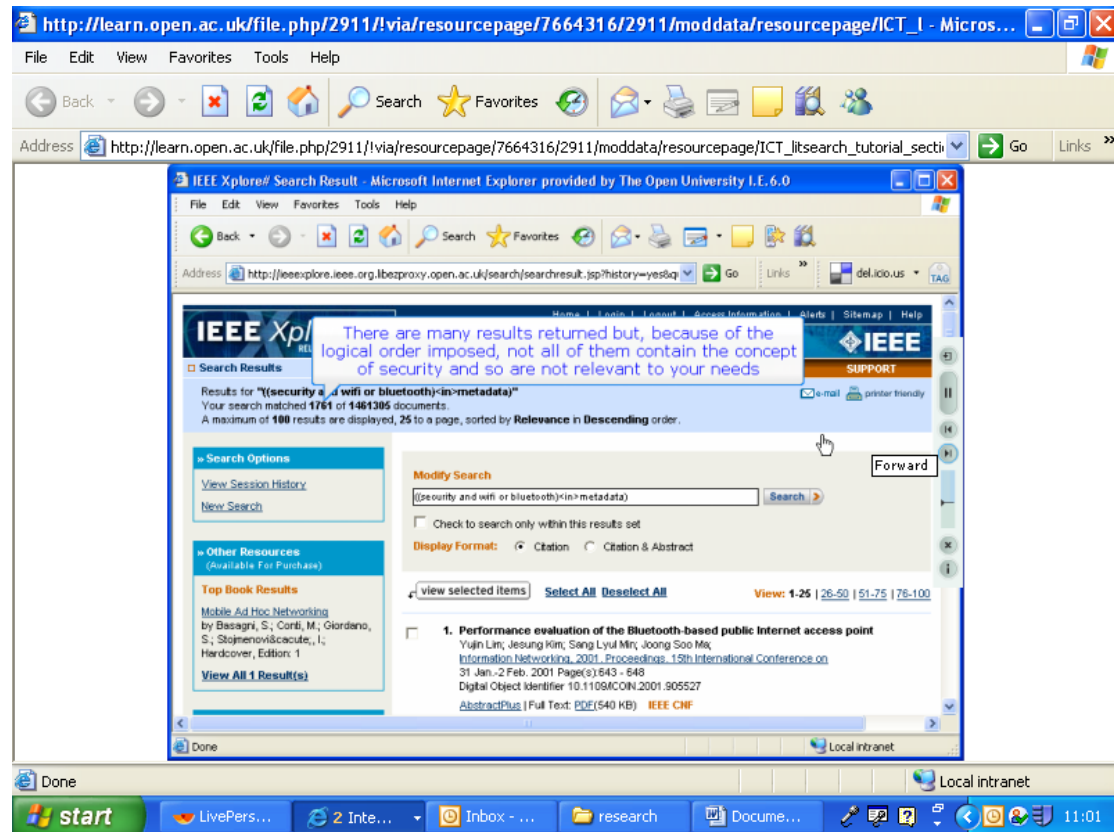 http://learn.open.ac.uk/file.php/2911/!via/resourcepage/7664316/2911/moddata/resourcepage/ICT_l - Micros...
File Edit View Favorites Tools Help
Back Search Favorites
Address http://learn.open.ac.uk/file.php/2911/!via/resourcepage/7664316/2911/moddata/resourcepage/ICT_litsearch_tutorial_secti Go Links »
IEEE Xplore# Search Result - Microsoft Internet Explorer provided by The Open University I.E.6.0
File Edit View Favorites Tools Help
Back Search Favorites
Address http://ieeexplore.ieee.org.libezproxy.open.ac.uk/search/searchresult.jsp?history=yes&q Go Links » del.icio.us TAG
Home | Login | Logout | Access Information | Alerts | Sitemap | Help
IEEE Xpl
REL
There are many results returned but, because of the
logical order imposed, not all of them contain the concept
of security and so are not relevant to your needs
IEEE
Search Results
SUPPORT
Results for "((security a d wifi or bluetooth)<in>metadata)"
e-mail printer friendly
Your search matched 1761 of 1461305 documents.
A maximum of 100 results are displayed, 25 to a page, sorted by Relevance in Descending order.
Forward
» Search Options
View Session History
New Search
Modify Search
((security and wifi or bluetooth)<in>metadata) Search >
Check to search only within this results set
Display Format: Citation Citation & Abstract
» Other Resources
(Available For Purchase)
Top Book Results
Mobile Ad Hoc Networking
by Basagni, S.; Conti, M.; Giordano,
S.; Stojmenovi&cacute;, I.;
Hardcover, Edition: 1
View All 1 Result(s)
view selected items Select All Deselect All View: 1-25 | 26-50 | 51-75 | 76-100
1. Performance evaluation of the Bluetooth-based public Internet access point
Yujin Lim; Jesung Kim; Sang Lyul Min; Joong Soo Ma;
Information Networking, 2001. Proceedings. 15th International Conference on
31 Jan.-2 Feb. 2001 Page(s):643 - 648
Digital Object Identifier 10.1109/ICOIN.2001.905527
AbstractPlus | Full Text: PDF(540 KB) IEEE CNF
Done Local intranet
Done Local intranet
start LivePers... 2 Inte... Inbox - ... research Docume... 11:01